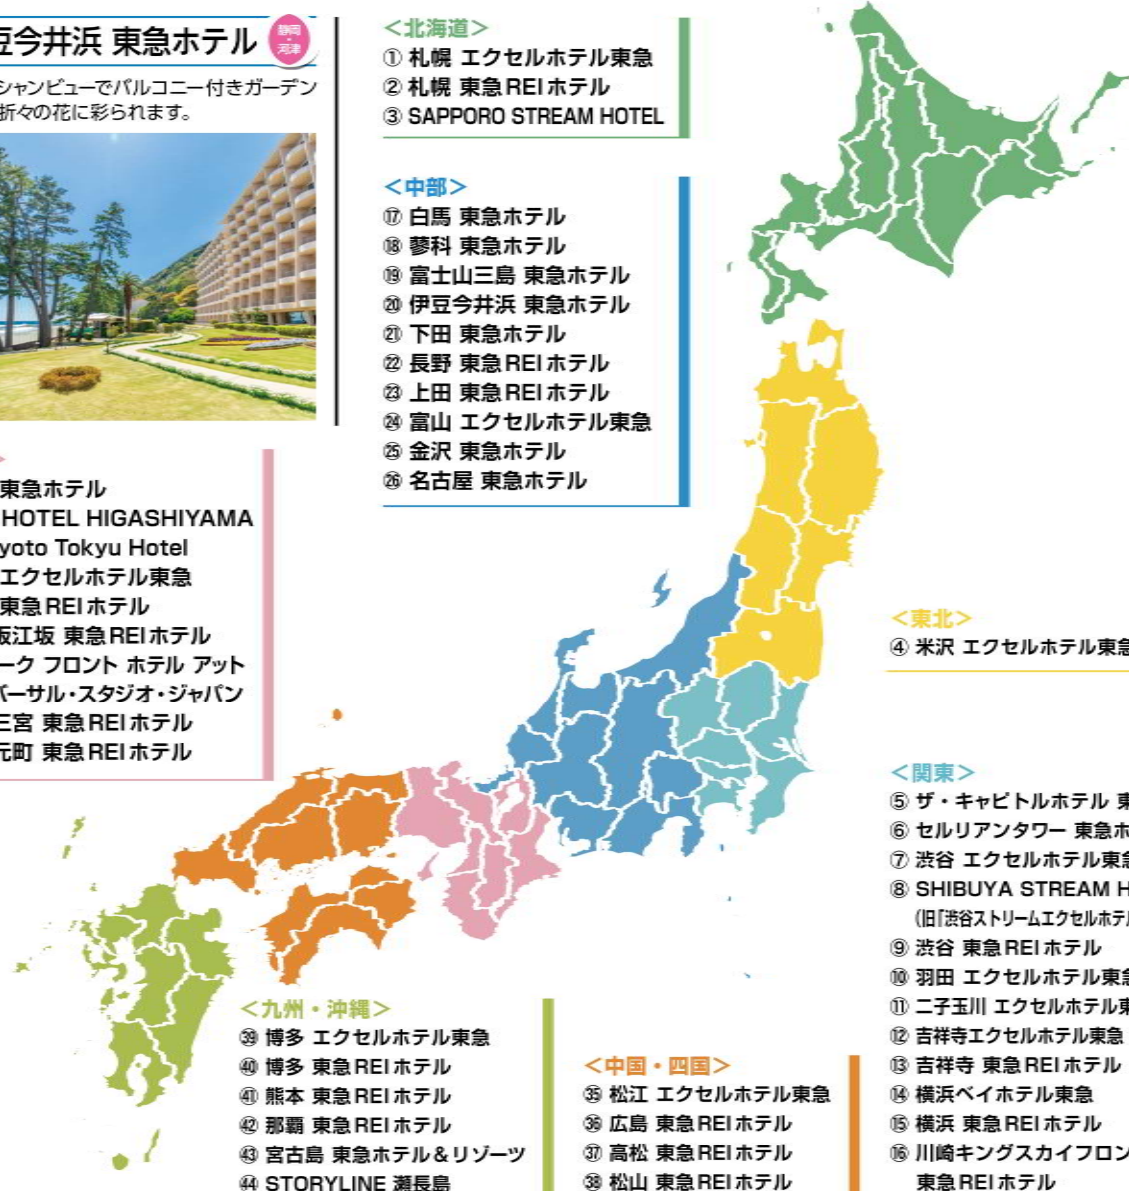 豆今井浜 東急ホテル
静岡・河津
シャンビューでバルコニー付きガーデン
折々の花に彩られます。
＜北海道＞
① 札幌 エクセルホテル東急
② 札幌 東急REIホテル
③ SAPPORO STREAM HOTEL
＜中部＞
⑰ 白馬 東急ホテル
⑱ 蓼科 東急ホテル
⑲ 富士山三島 東急ホテル
⑳ 伊豆今井浜 東急ホテル
㉑ 下田 東急ホテル
㉒ 長野 東急REIホテル
㉓ 上田 東急REIホテル
㉔ 富山 エクセルホテル東急
㉕ 金沢 東急ホテル
㉖ 名古屋 東急ホテル
＞
東急ホテル
HOTEL HIGASHIYAMA
yoto Tokyu Hotel
エクセルホテル東急
東急REIホテル
阪江坂 東急REIホテル
ーク フロント ホテル アット
バーサル・スタジオ・ジャパン
三宮 東急REIホテル
元町 東急REIホテル
＜東北＞
④ 米沢 エクセルホテル東急
＜関東＞
⑤ ザ・キャピトルホテル 東
⑥ セルリアンタワー 東急ホ
⑦ 渋谷 エクセルホテル東急
⑧ SHIBUYA STREAM H
（旧「渋谷ストリームエクセルホテル
⑨ 渋谷 東急REIホテル
⑩ 羽田 エクセルホテル東急
⑪ 二子玉川 エクセルホテル東
⑫ 吉祥寺エクセルホテル東急
⑬ 吉祥寺 東急REIホテル
⑭ 横浜ベイホテル東急
⑮ 横浜 東急REIホテル
⑯ 川崎キングスカイフロン
東急REIホテル
＜九州・沖縄＞
㊴ 博多 エクセルホテル東急
㊵ 博多 東急REIホテル
㊶ 熊本 東急REIホテル
㊷ 那覇 東急REIホテル
㊸ 宮古島 東急ホテル＆リゾーツ
㊹ STORYLINE 瀬長島
＜中国・四国＞
㉟ 松江 エクセルホテル東急
㊱ 広島 東急REIホテル
㊲ 高松 東急REIホテル
㊳ 松山 東急REIホテル